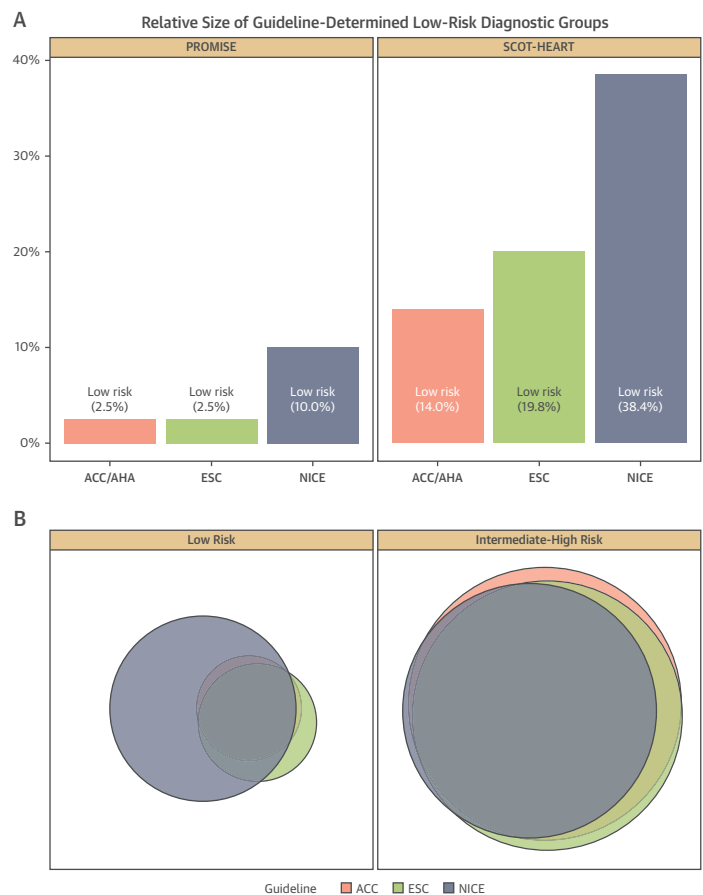 A
Relative Size of Guideline-Determined Low-Risk Diagnostic Groups
PROMISE
SCOT-HEART
40%
30%
20%
10%
0%
Low risk
(2.5%)
Low risk
(2.5%)
Low risk
(10.0%)
Low risk
(14.0%)
Low risk
(19.8%)
Low risk
(38.4%)
ACC/AHA
ESC
NICE
ACC/AHA
ESC
NICE
B
Low Risk
Intermediate-High Risk
Guideline ACC ESC NICE